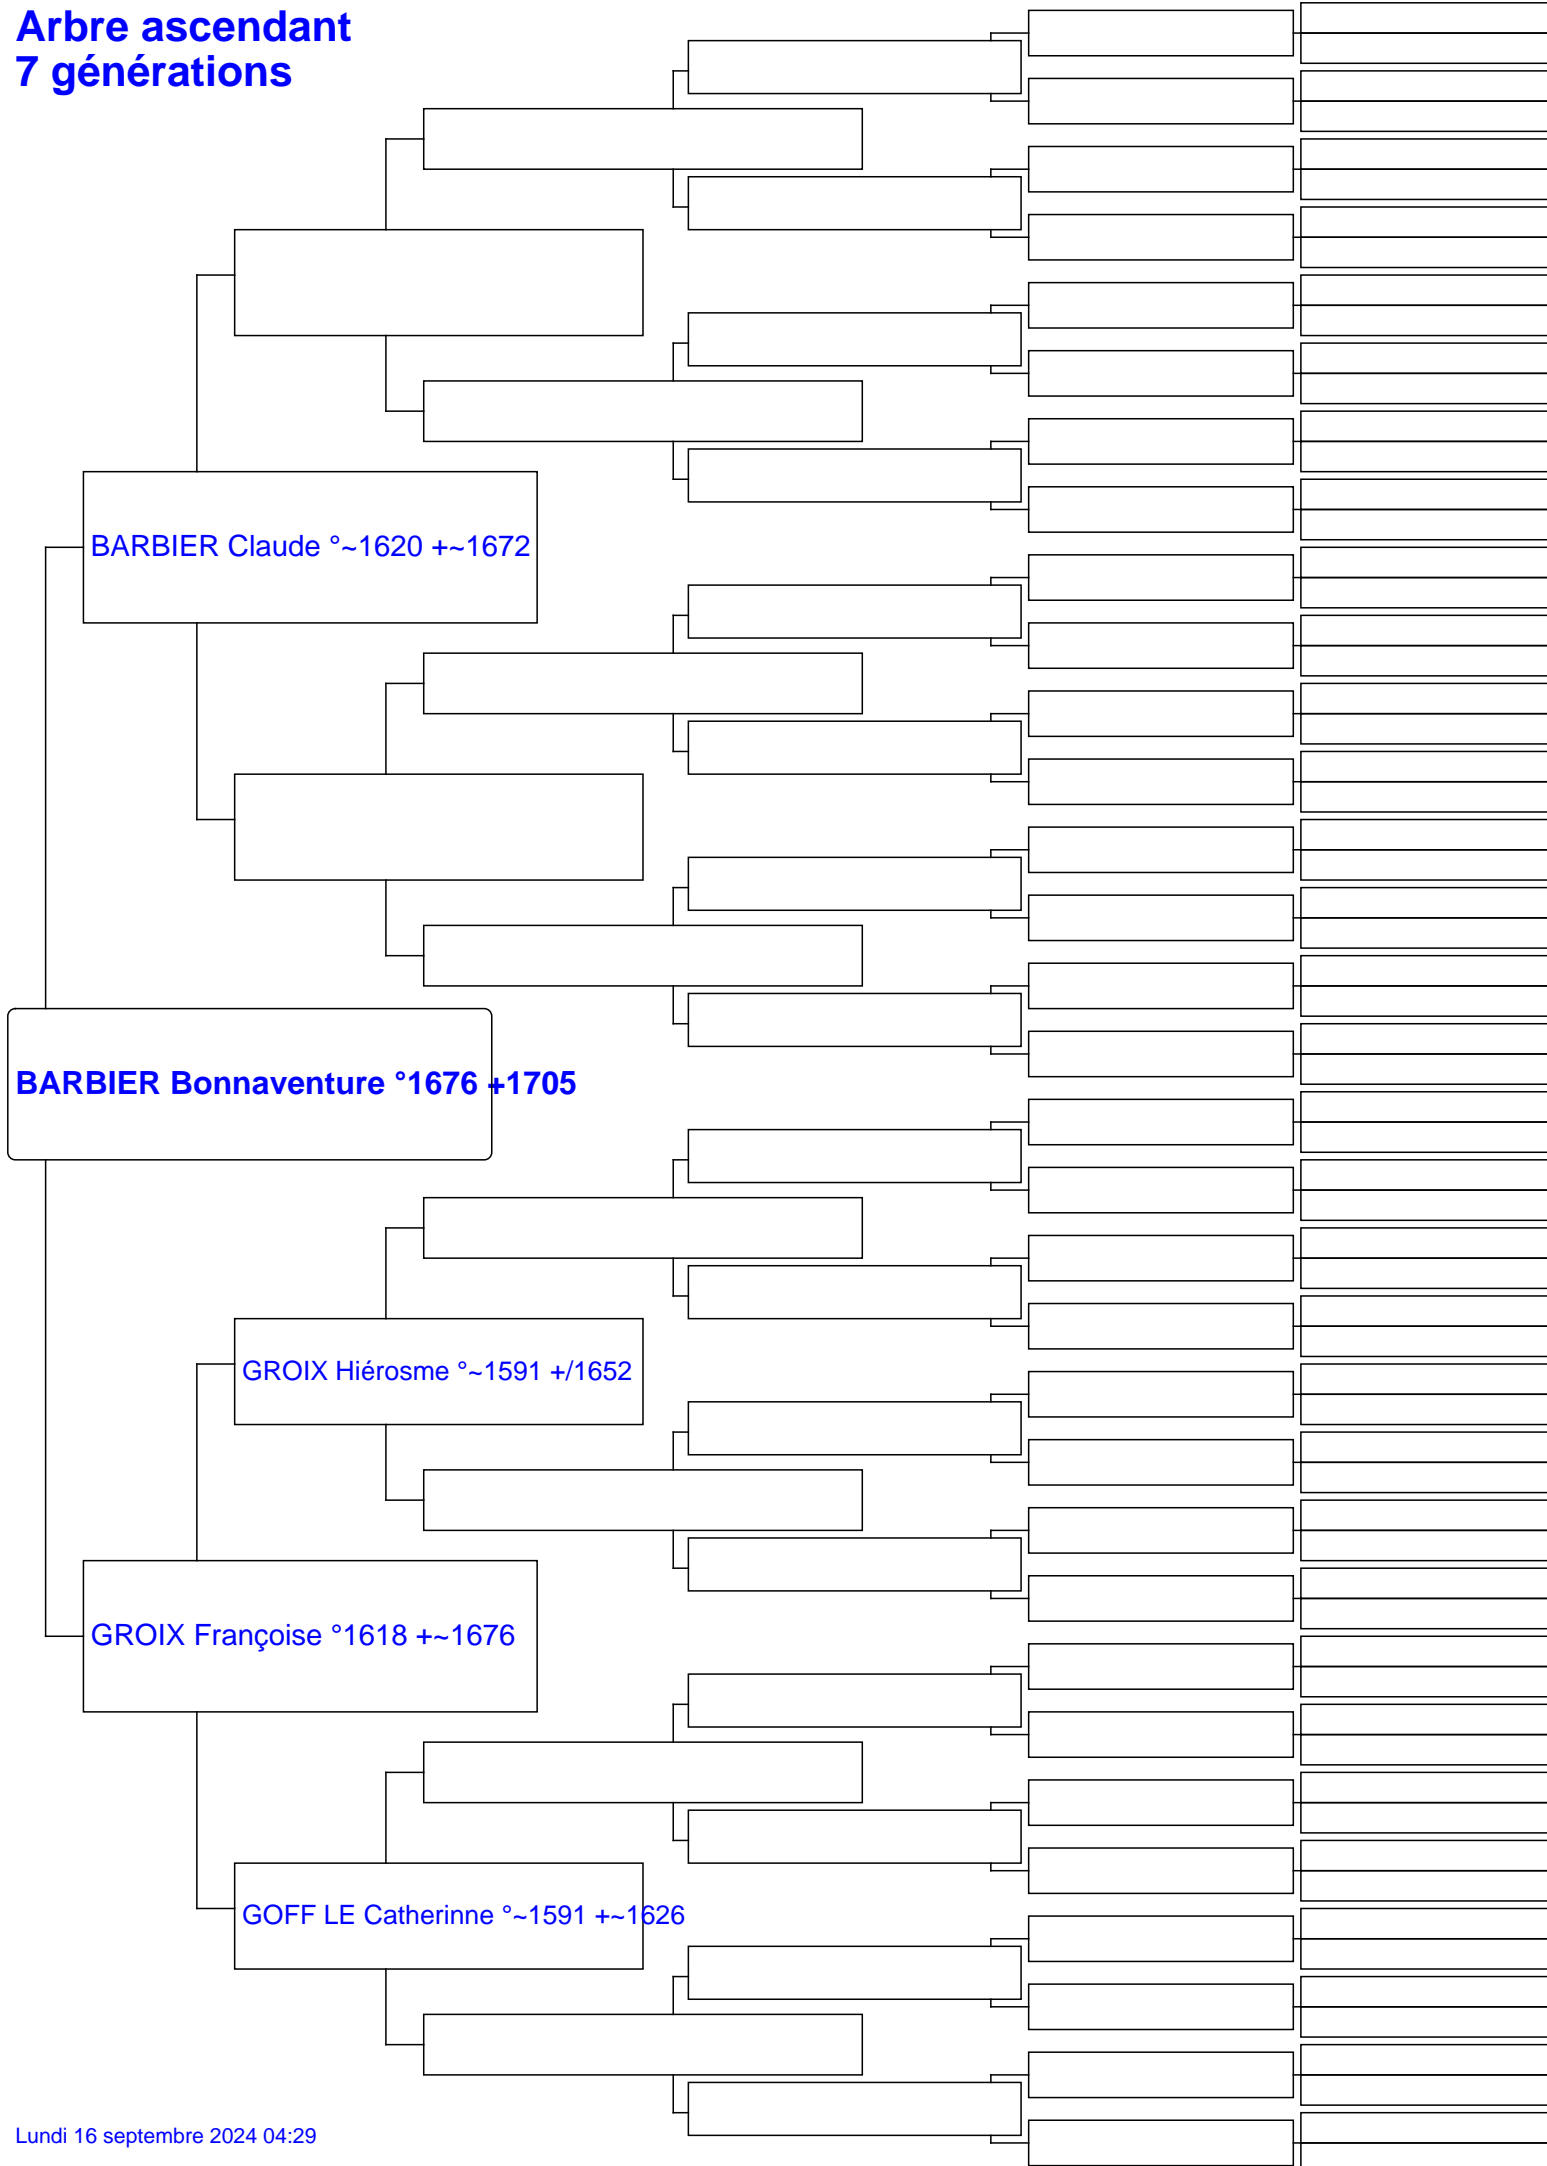 Arbre ascendant
7 générations
BARBIER Claude °~1620 +~1672
BARBIER Bonnaventure °1676 +1705
GROIX Hiérosme °~1591 +/1652
GROIX Françoise °1618 +~1676
GOFF LE Catherinne °~1591 +~1626
Lundi 16 septembre 2024 04:29